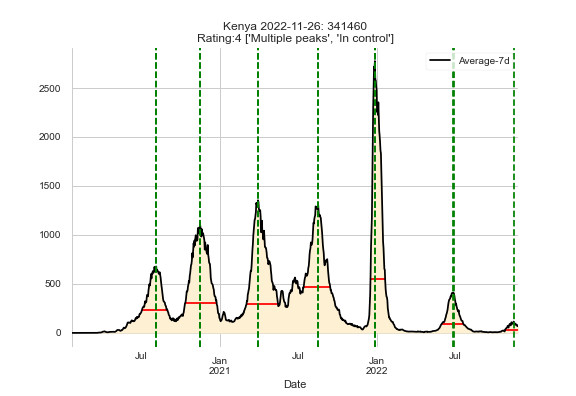 Kenya 2022-11-26: 341460
Rating:4 ['Multiple peaks', 'In control']
Average-7d
2500
2000
1500
1000
500
0
Jul
Jan
2021
Jul
Jan
2022
Jul
Date